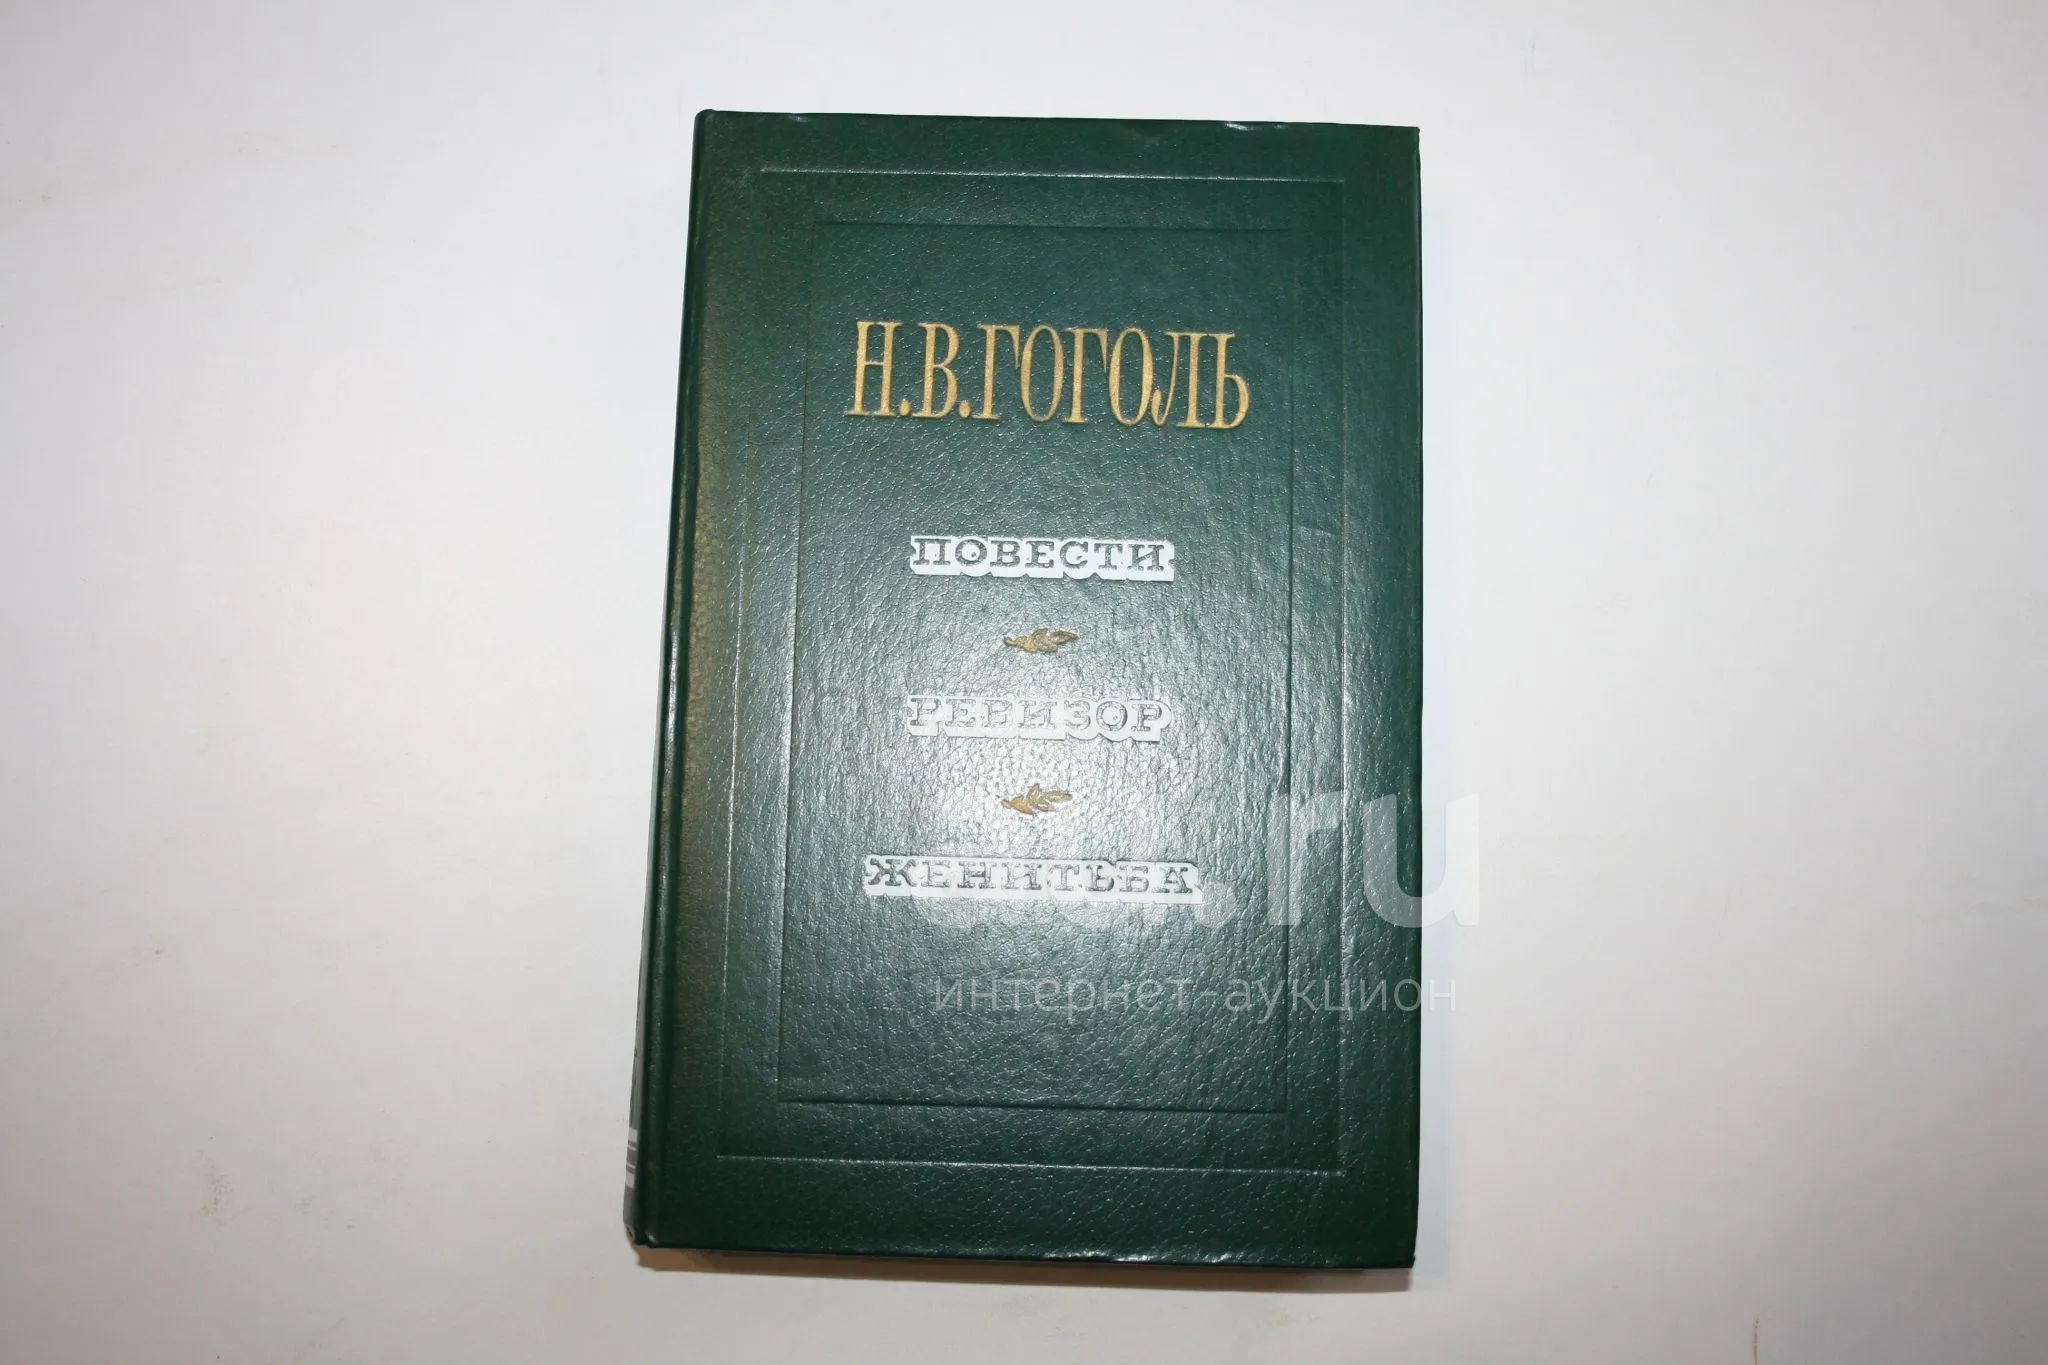 Н.В.ГОГОЛЬ
ПОВЕСТИ
РЕВИЗОР
ЖЕНИТЬБА
.ru
интернет-аукцион